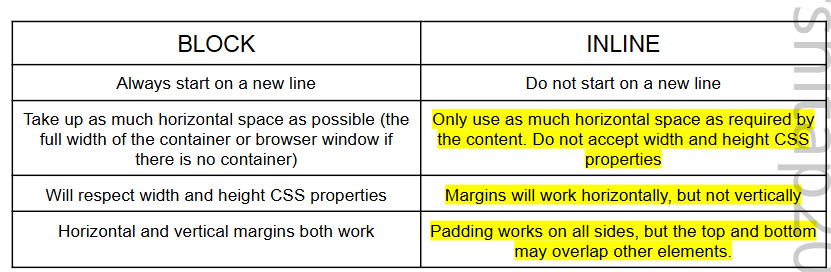 BLOCK
INLINE
Always start on a new line
Do not start on a new line
Take up as much horizontal space as possible (the
full width of the container or browser window if
there is no container)
Only use as much horizontal space as required by
the content. Do not accept width and height CSS
properties
Will respect width and height CSS properties
Margins will work horizontally, but not vertically
Horizontal and vertical margins both work
Padding works on all sides, but the top and bottom
may overlap other elements.